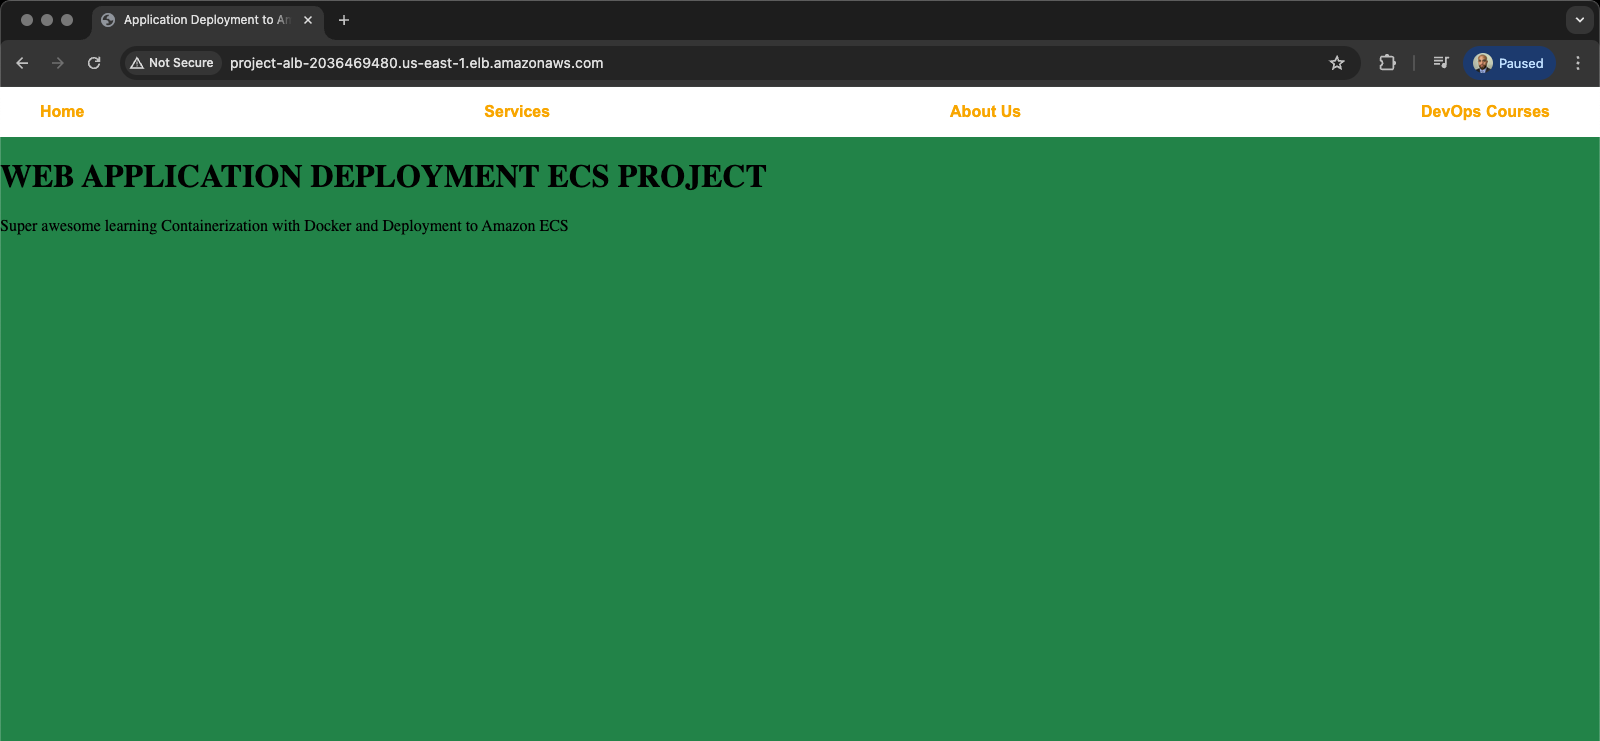 Application Deployment to
Not Secure
project-alb-2036469480.us-east-1.elb.amazonaws.com
Paused
Home Services About Us DevOps Courses
WEB APPLICATION DEPLOYMENT ECS PROJECT
Super awesome learning Containerization with Docker and Deployment to Amazon ECS